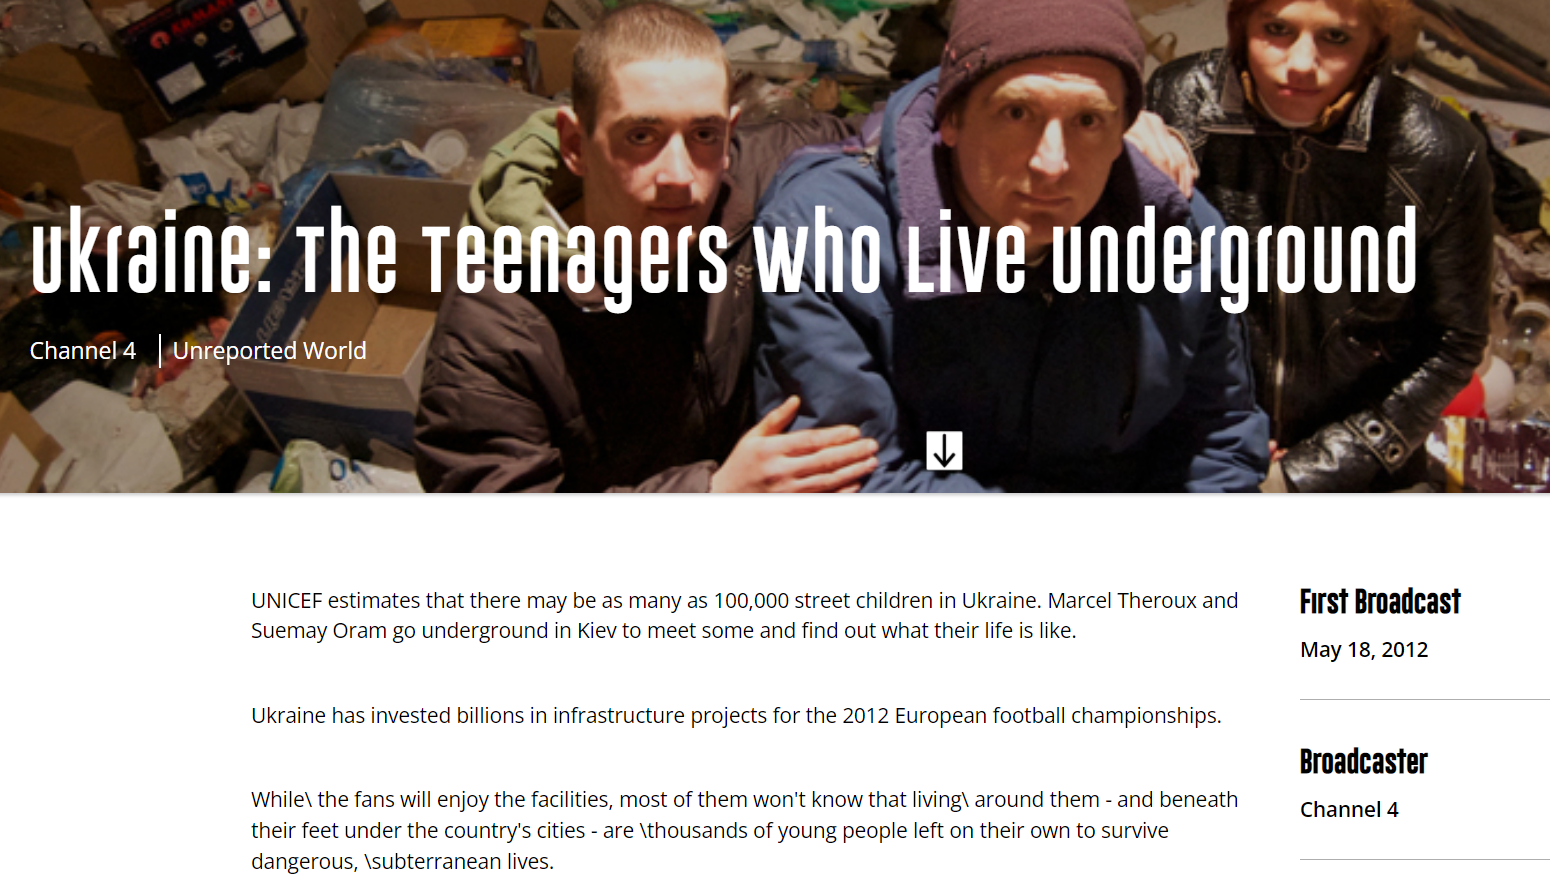 Ukraine: The Teenagers Who Live Underground
Channel 4 | Unreported World
UNICEF estimates that there may be as many as 100,000 street children in Ukraine. Marcel Theroux and
Suemay Oram go underground in Kiev to meet some and find out what their life is like.
Ukraine has invested billions in infrastructure projects for the 2012 European football championships.
While\ the fans will enjoy the facilities, most of them won't know that living\ around them - and beneath
their feet under the country's cities - are \thousands of young people left on their own to survive
dangerous, \subterranean lives.
First Broadcast
May 18, 2012
Broadcaster
Channel 4